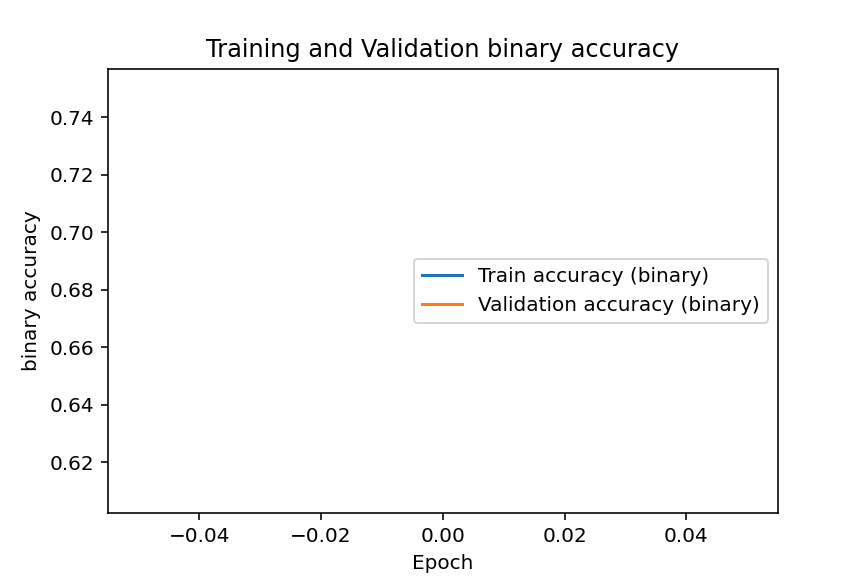 Training and Validation binary accuracy
0.74
0.72
0.70
0.68
0.66
0.64
0.62
binary accuracy
Train accuracy (binary)
Validation accuracy (binary)
−0.04 −0.02 0.00 0.02 0.04
Epoch